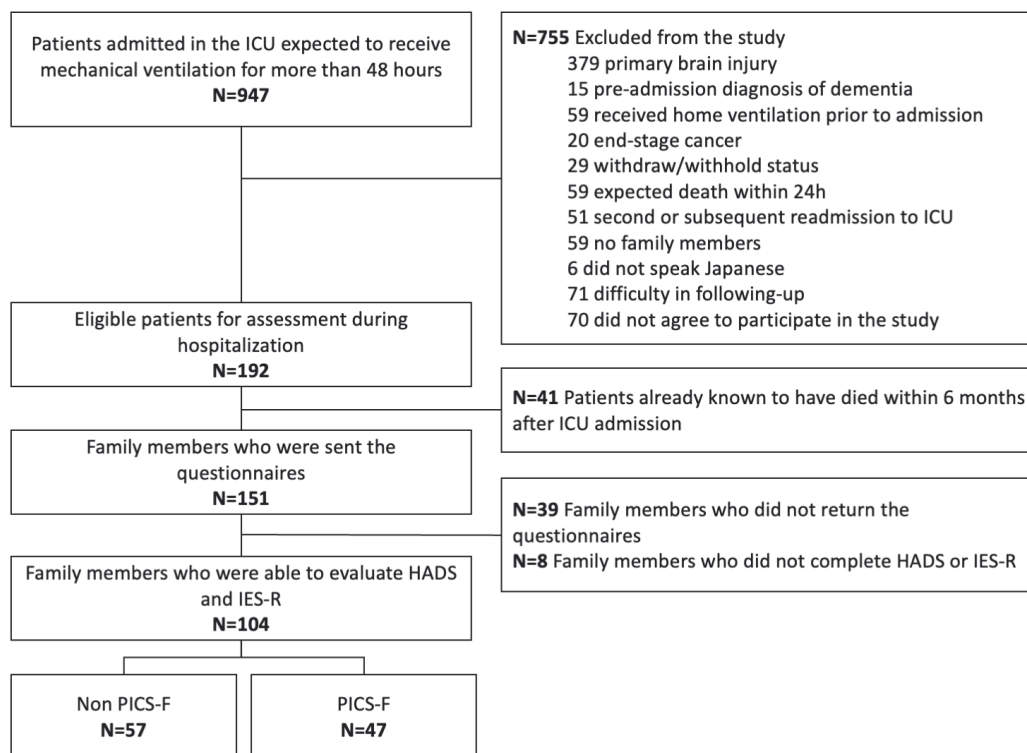 Patients admitted in the ICU expected to receive
mechanical ventilation for more than 48 hours
N=947
N=755 Excluded from the study
379 primary brain injury
15 pre-admission diagnosis of dementia
59 received home ventilation prior to admission
20 end-stage cancer
29 withdraw/withhold status
59 expected death within 24h
51 second or subsequent readmission to ICU
59 no family members
6 did not speak Japanese
71 difficulty in following-up
70 did not agree to participate in the study
Eligible patients for assessment during
hospitalization
N=192
N=41 Patients already known to have died within 6 months
after ICU admission
Family members who were sent the
questionnaires
N=151
N=39 Family members who did not return the
questionnaires
N=8 Family members who did not complete HADS or IES-R
Family members who were able to evaluate HADS
and IES-R
N=104
Non PICS-F
N=57
PICS-F
N=47